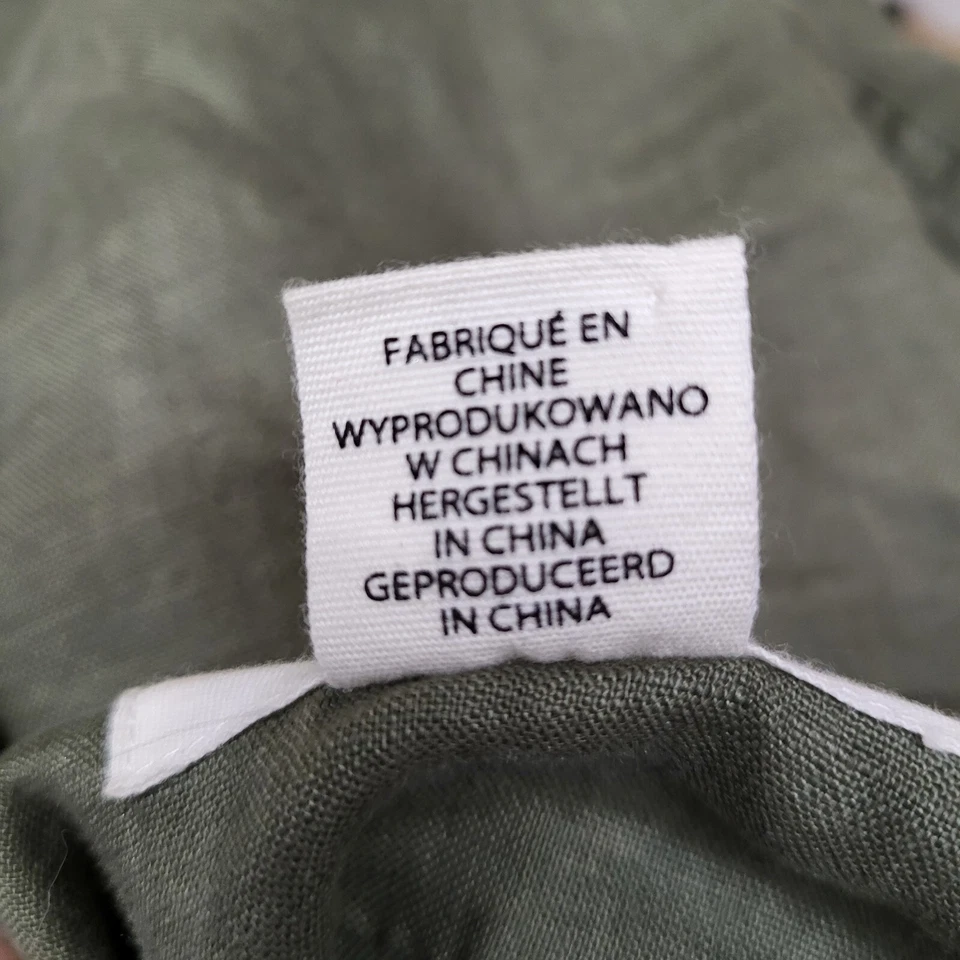 FABRIQUÉ EN
CHINE
WYPRODUKOWANO
W CHINACH
HERGESTELLT
IN CHINA
GEPRODUCEERD
IN CHINA